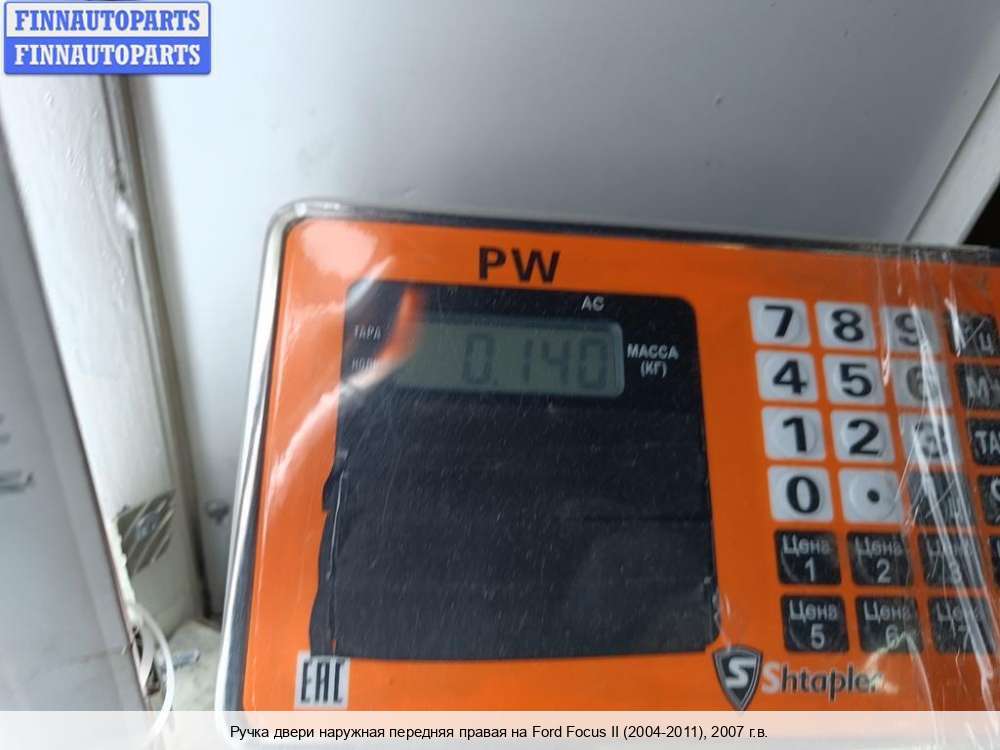 FINNAUTOPARTS
FINNAUTOPARTS
PW
AC
ТАРА
0.140
МАССА
(КГ)
7 8 9
4 5 6
1 2 3
0 •
Цена 1
Цена 2
Цена 5
Цена 6
EAC
Shtapler
Ручка двери наружная передняя правая на Ford Focus II (2004-2011), 2007 г.в.